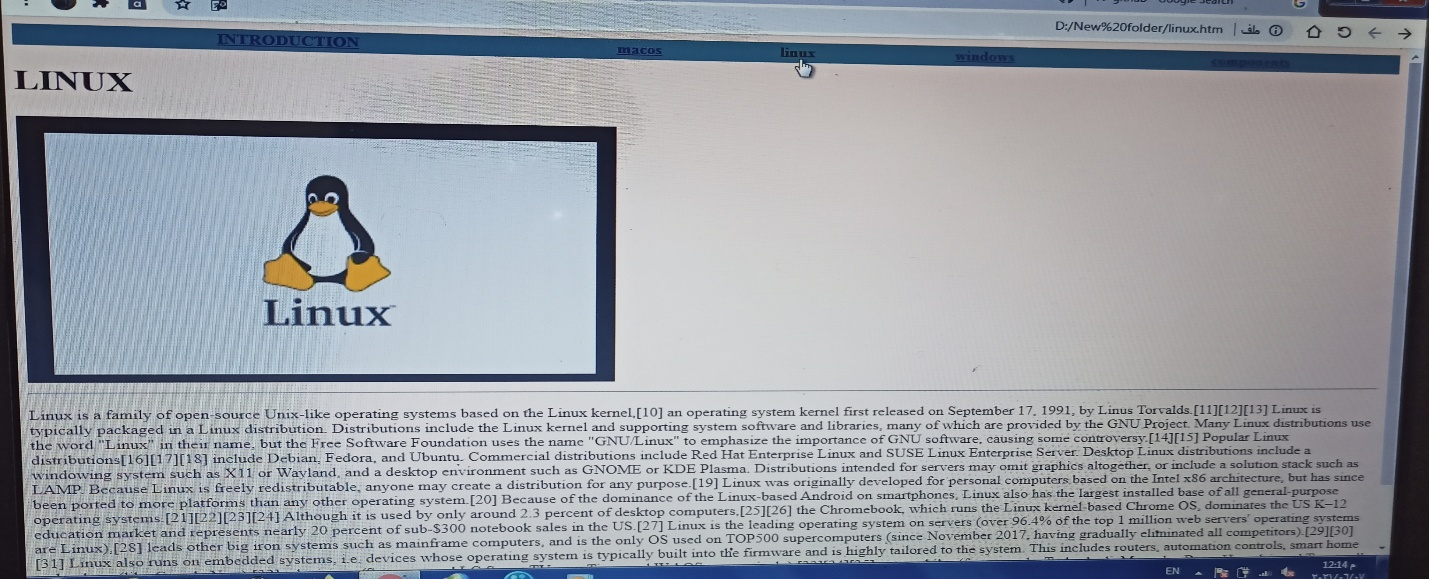 Google Search
D:/New%20folder/linux.htm | ملف
INTRODUCTION
macos
linux
windows
components
LINUX
Linux
Linux is a family of open-source Unix-like operating systems based on the Linux kernel,[10] an operating system kernel first released on September 17, 1991, by Linus Torvalds.[11][12][13] Linux is
typically packaged in a Linux distribution. Distributions include the Linux kernel and supporting system software and libraries, many of which are provided by the GNU Project. Many Linux distributions use
the word "Linux" in their name, but the Free Software Foundation uses the name "GNU/Linux" to emphasize the importance of GNU software, causing some controversy.[14][15] Popular Linux
distributions[16][17][18] include Debian, Fedora, and Ubuntu. Commercial distributions include Red Hat Enterprise Linux and SUSE Linux Enterprise Server. Desktop Linux distributions include a
windowing system such as X11 or Wayland, and a desktop environment such as GNOME or KDE Plasma. Distributions intended for servers may omit graphics altogether, or include a solution stack such as
LAMP. Because Linux is freely redistributable, anyone may create a distribution for any purpose.[19] Linux was originally developed for personal computers based on the Intel x86 architecture, but has since
been ported to more platforms than any other operating system.[20] Because of the dominance of the Linux-based Android on smartphones, Linux also has the largest installed base of all general-purpose
operating systems.[21][22][23][24] Although it is used by only around 2.3 percent of desktop computers,[25][26] the Chromebook, which runs the Linux kernel-based Chrome OS, dominates the US K–12
education market and represents nearly 20 percent of sub-$300 notebook sales in the US.[27] Linux is the leading operating system on servers (over 96.4% of the top 1 million web servers' operating systems
are Linux),[28] leads other big iron systems such as mainframe computers, and is the only OS used on TOP500 supercomputers (since November 2017, having gradually eliminated all competitors).[29][30]
[31] Linux also runs on embedded systems, i.e. devices whose operating system is typically built into the firmware and is highly tailored to the system. This includes routers, automation controls, smart home
EN
12:14 م